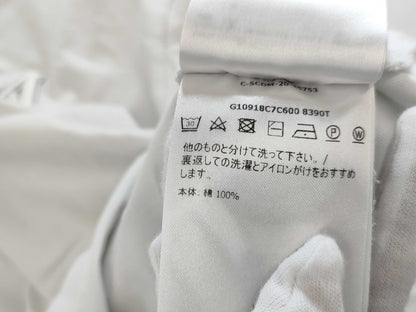 G10918C7C600 8390T
30
P
W
他のものと分けて洗って下さい。/
裏返しての洗濯とアイロンがけをおすすめ
します。
本体: 綿 100%